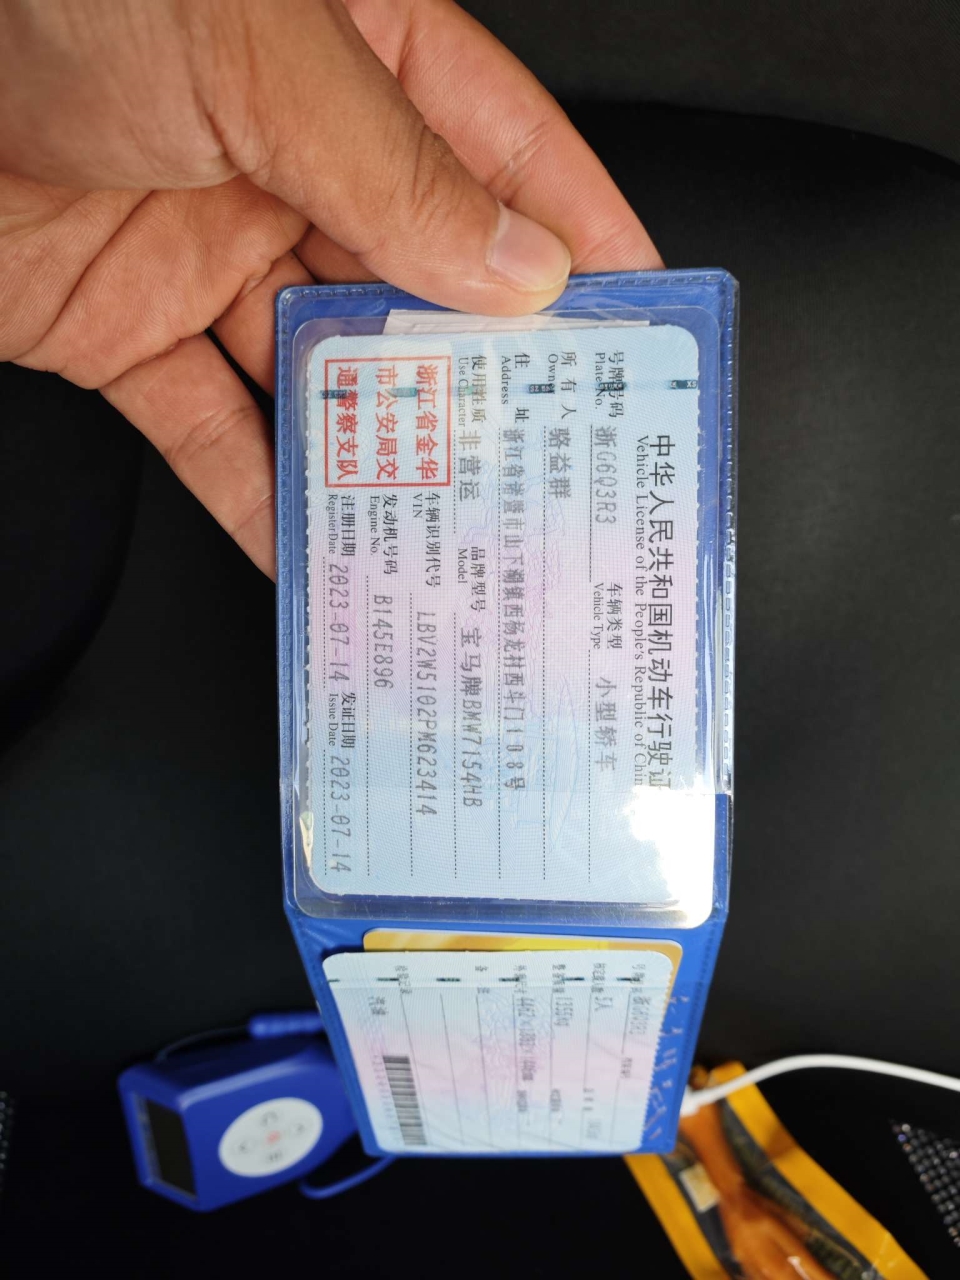 中华人民共和国机动车行驶证
Vehicle License of the People's Republic of Chin
号牌号码 浙G6Q3R3 车辆类型 小型轿车
Plate No. Vehicle Type
所有人 骆益群
Owner
住址 浙江省诸暨市山下湖镇西杨龙村西斗门108号
Address
使用性质 非营运 品牌型号 宝马牌BMW7154HB
Use Character Model
浙江省金华
市公安局交
通警察支队
车辆识别代号 LBV2W5102PM623414
VIN
发动机号码 B145E896
Engine No.
注册日期 2023-07-14 发证日期 2023-07-14
Register Date Issue Date
5人